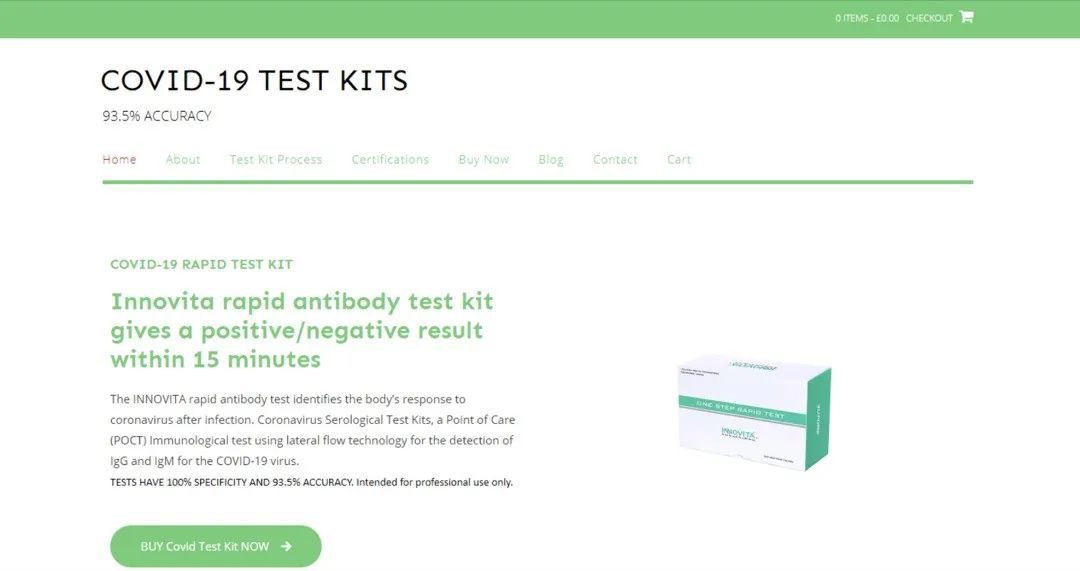 0 ITEMS - £0.00 CHECKOUT
COVID-19 TEST KITS
93.5% ACCURACY
Home About Test Kit Process Certifications Buy Now Blog Contact Cart
COVID-19 RAPID TEST KIT
Innovita rapid antibody test kit
gives a positive/negative result
within 15 minutes
The INNOVITA rapid antibody test identifies the body's response to
coronavirus after infection. Coronavirus Serological Test Kits, a Point of Care
(POCT) Immunological test using lateral flow technology for the detection of
IgG and IgM for the COVID-19 virus.
TESTS HAVE 100% SPECIFICITY AND 93.5% ACCURACY. Intended for professional use only.
ONE STEP RAPID TEST
INNOVITA
BUY Covid Test Kit NOW